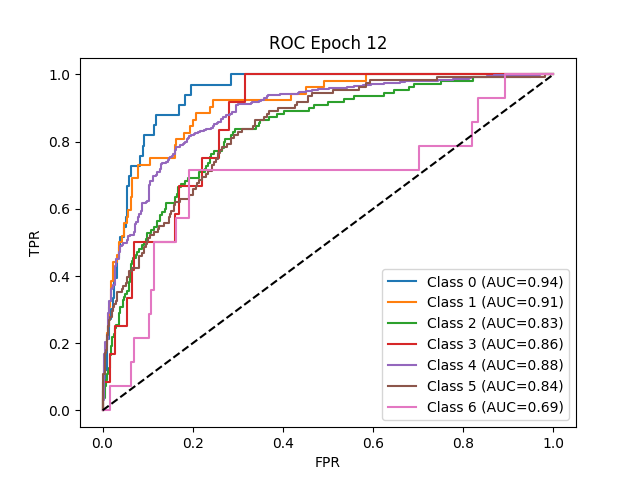 ROC Epoch 12
TPR
1.0
0.8
0.6
0.4
0.2
0.0
Class 0 (AUC=0.94)
Class 1 (AUC=0.91)
Class 2 (AUC=0.83)
Class 3 (AUC=0.86)
Class 4 (AUC=0.88)
Class 5 (AUC=0.84)
Class 6 (AUC=0.69)
0.0 0.2 0.4 0.6 0.8 1.0
FPR